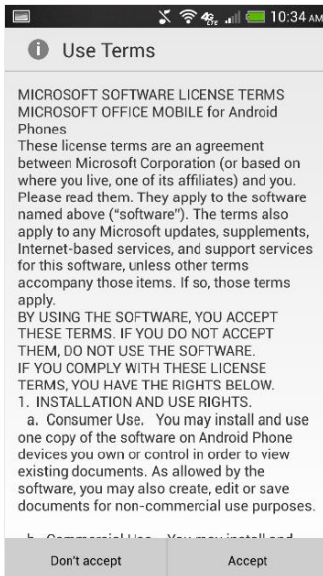 10:34 AM
Use Terms
MICROSOFT SOFTWARE LICENSE TERMS
MICROSOFT OFFICE MOBILE for Android
Phones
These license terms are an agreement
between Microsoft Corporation (or based on
where you live, one of its affiliates) and you.
Please read them. They apply to the software
named above (“software”). The terms also
apply to any Microsoft updates, supplements,
Internet-based services, and support services
for this software, unless other terms
accompany those items. If so, those terms
apply.
BY USING THE SOFTWARE, YOU ACCEPT
THESE TERMS. IF YOU DO NOT ACCEPT
THEM, DO NOT USE THE SOFTWARE.
IF YOU COMPLY WITH THESE LICENSE
TERMS, YOU HAVE THE RIGHTS BELOW.
1. INSTALLATION AND USE RIGHTS.
a. Consumer Use. You may install and use
one copy of the software on Android Phone
devices you own or control in order to view
existing documents. As allowed by the
software, you may also create, edit or save
documents for non-commercial use purposes.
Don't accept
Accept